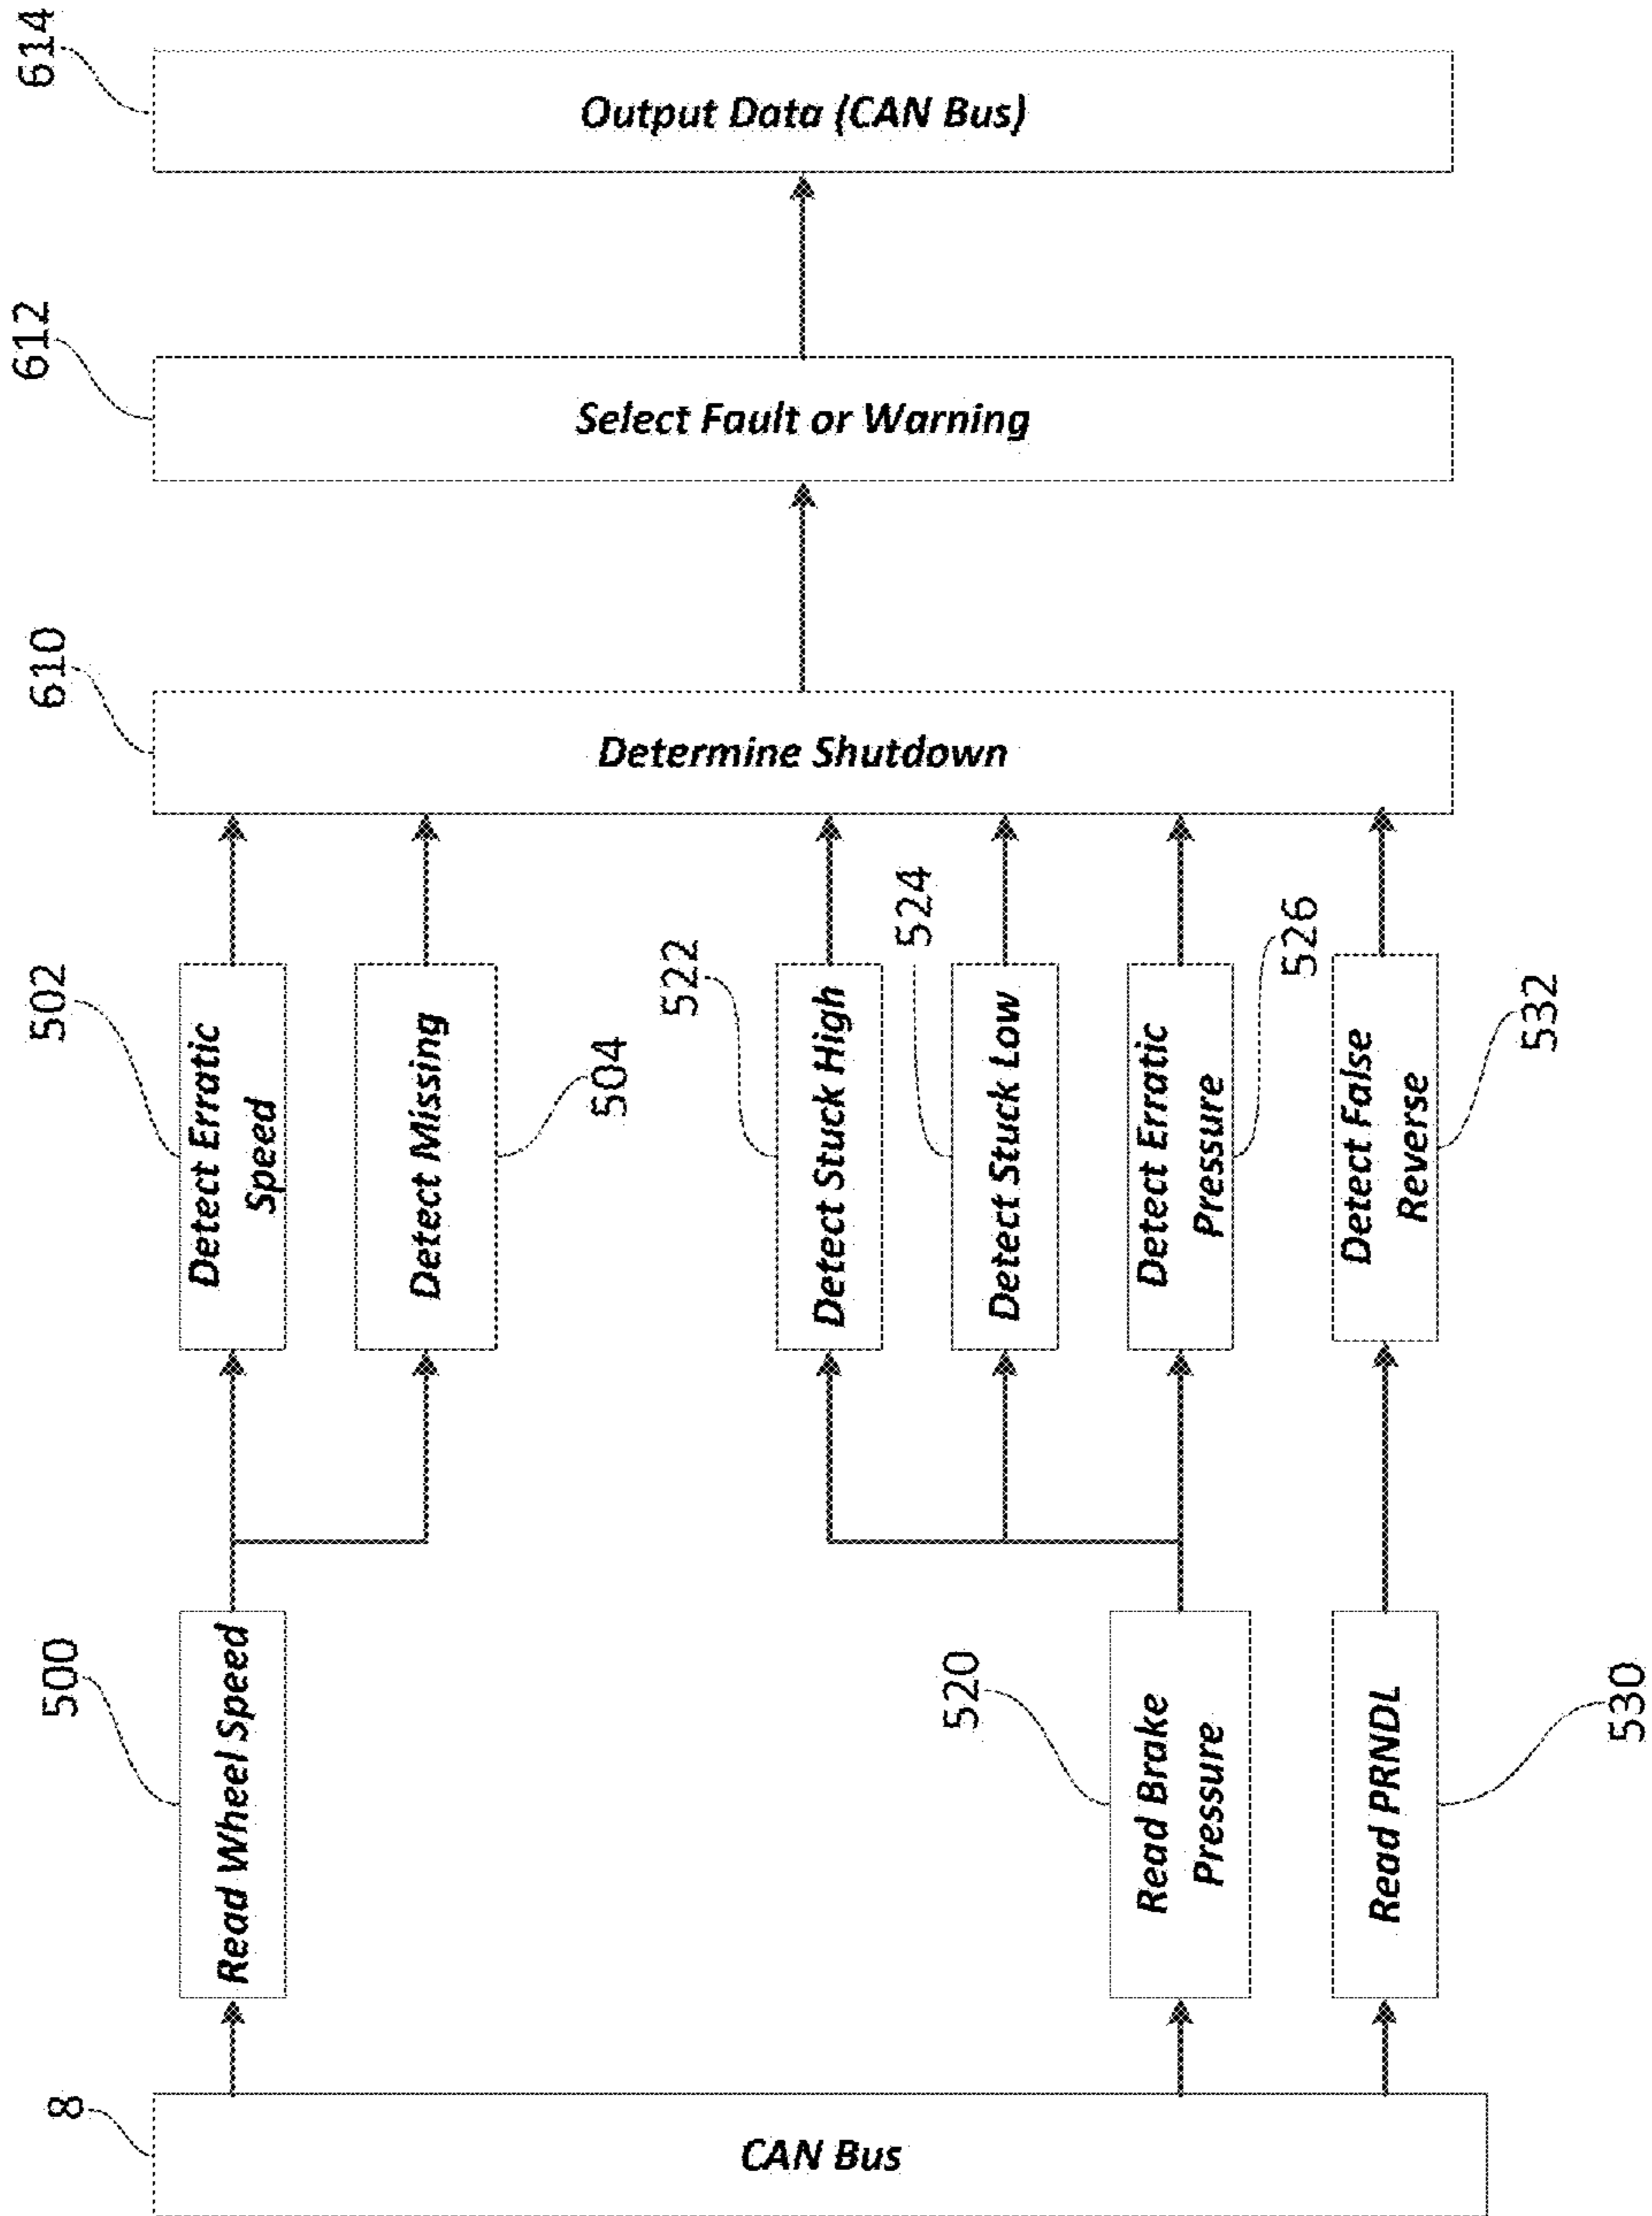 614
Output Data (CAN Bus)
612
Select Fault or Warning
610
Determine Shutdown
502
Detect Erratic
Speed
Detect Missing
504
522
Detect Stuck High
524
Detect Stuck Low
Detect Erratic
Pressure
526
Detect False
Reverse
532
500
Read Wheel Speed
520
Read Brake
Pressure
Read PRNDL
530
8
CAN Bus